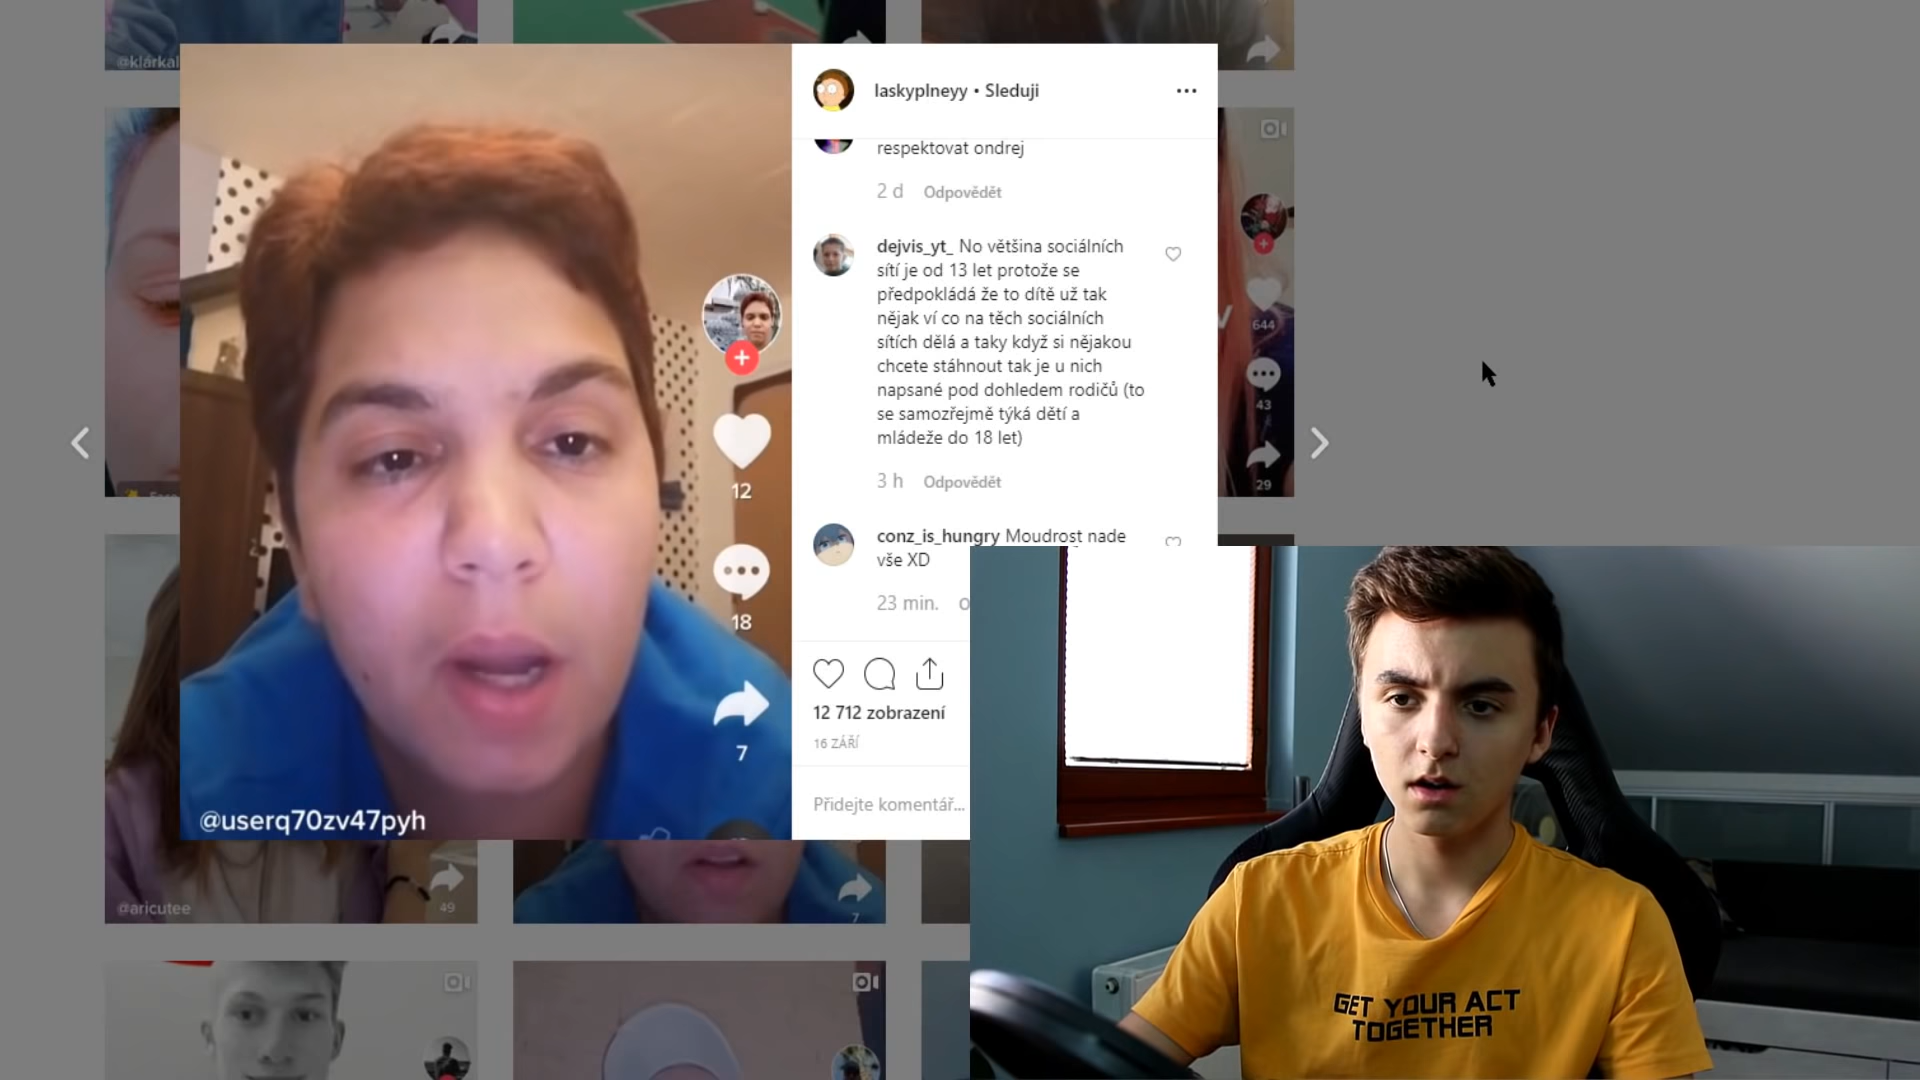 @klarkal
laskyplneyy • Sleduji
respektovat ondrej
2 d Odpovědět
dejvis_yt_ No většina sociálních
sítí je od 13 let protože se
předpokládá že to dítě už tak
nějak ví co na těch sociálních
sítích dělá a taky když si nějakou
chcete stáhnout tak je u nich
napsané pod dohledem rodičů (to
se samozřejmě týká dětí a
mládeže do 18 let)
3 h Odpovědět
conz_is_hungry Moudrost nade
vše XD
23 min. O
12 712 zobrazení
16 ZÁŘÍ
Přidejte komentář...
12
18
7
@userq70zv47pyh
644
43
29
@aricutee
49
7
GET YOUR ACT
TOGETHER